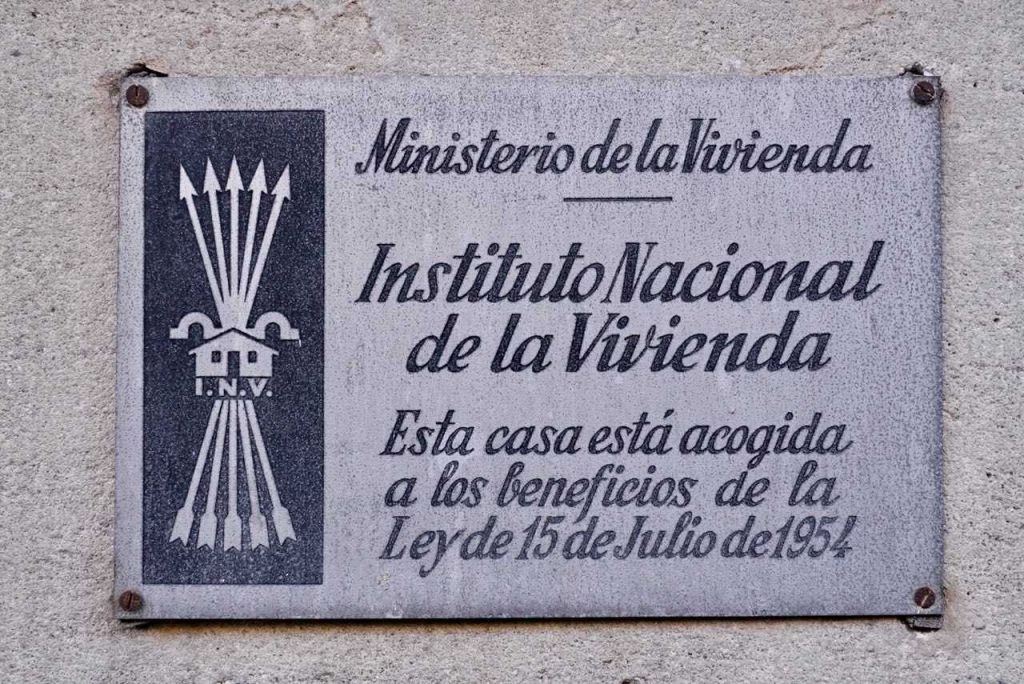 Ministerio de la Vivienda
Instituto Nacional
de la Vivienda
Esta casa está acogida
a los beneficios de la
Ley de 15 de Julio de 1954
I.N.V.